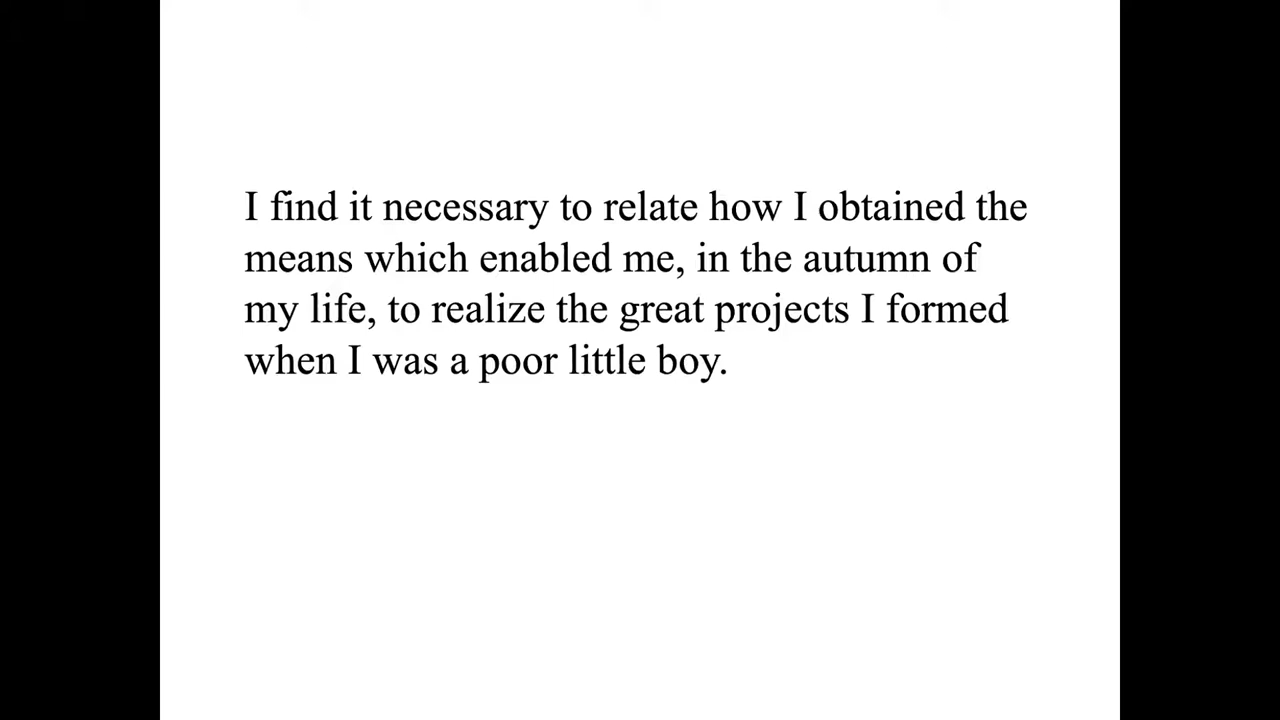 I find it necessary to relate how I obtained the
means which enabled me, in the autumn of
my life, to realize the great projects I formed
when I was a poor little boy.